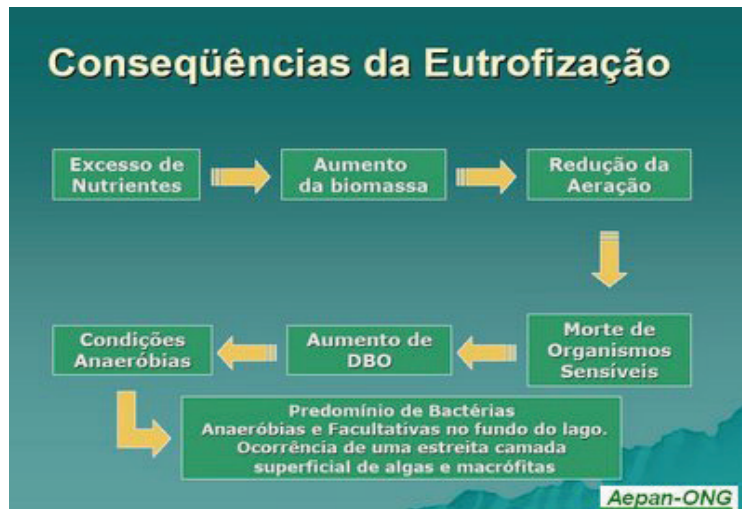 Conseqüências da Eutrofização
Excesso de
Nutrientes
Aumento
da biomassa
Redução da
Aeração
Morte de
Organismos
Sensíveis
Aumento de
DBO
Condições
Anaeróbias
Predomínio de Bactérias
Anaeróbias e Facultativas no fundo do lago.
Ocorrência de uma estreita camada
superficial de algas e macrófitas
Aepan-ONG